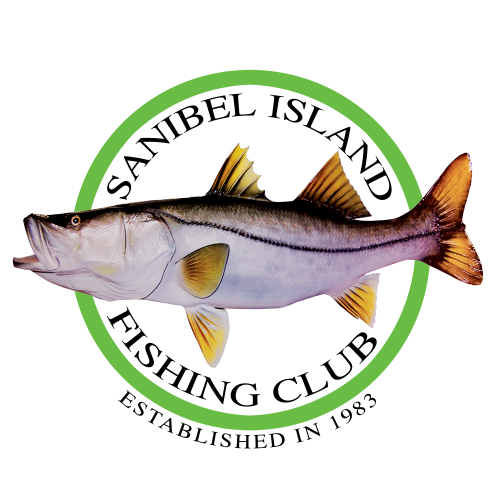 SANIBEL ISLAND
FISHING CLUB
ESTABLISHED IN 1983